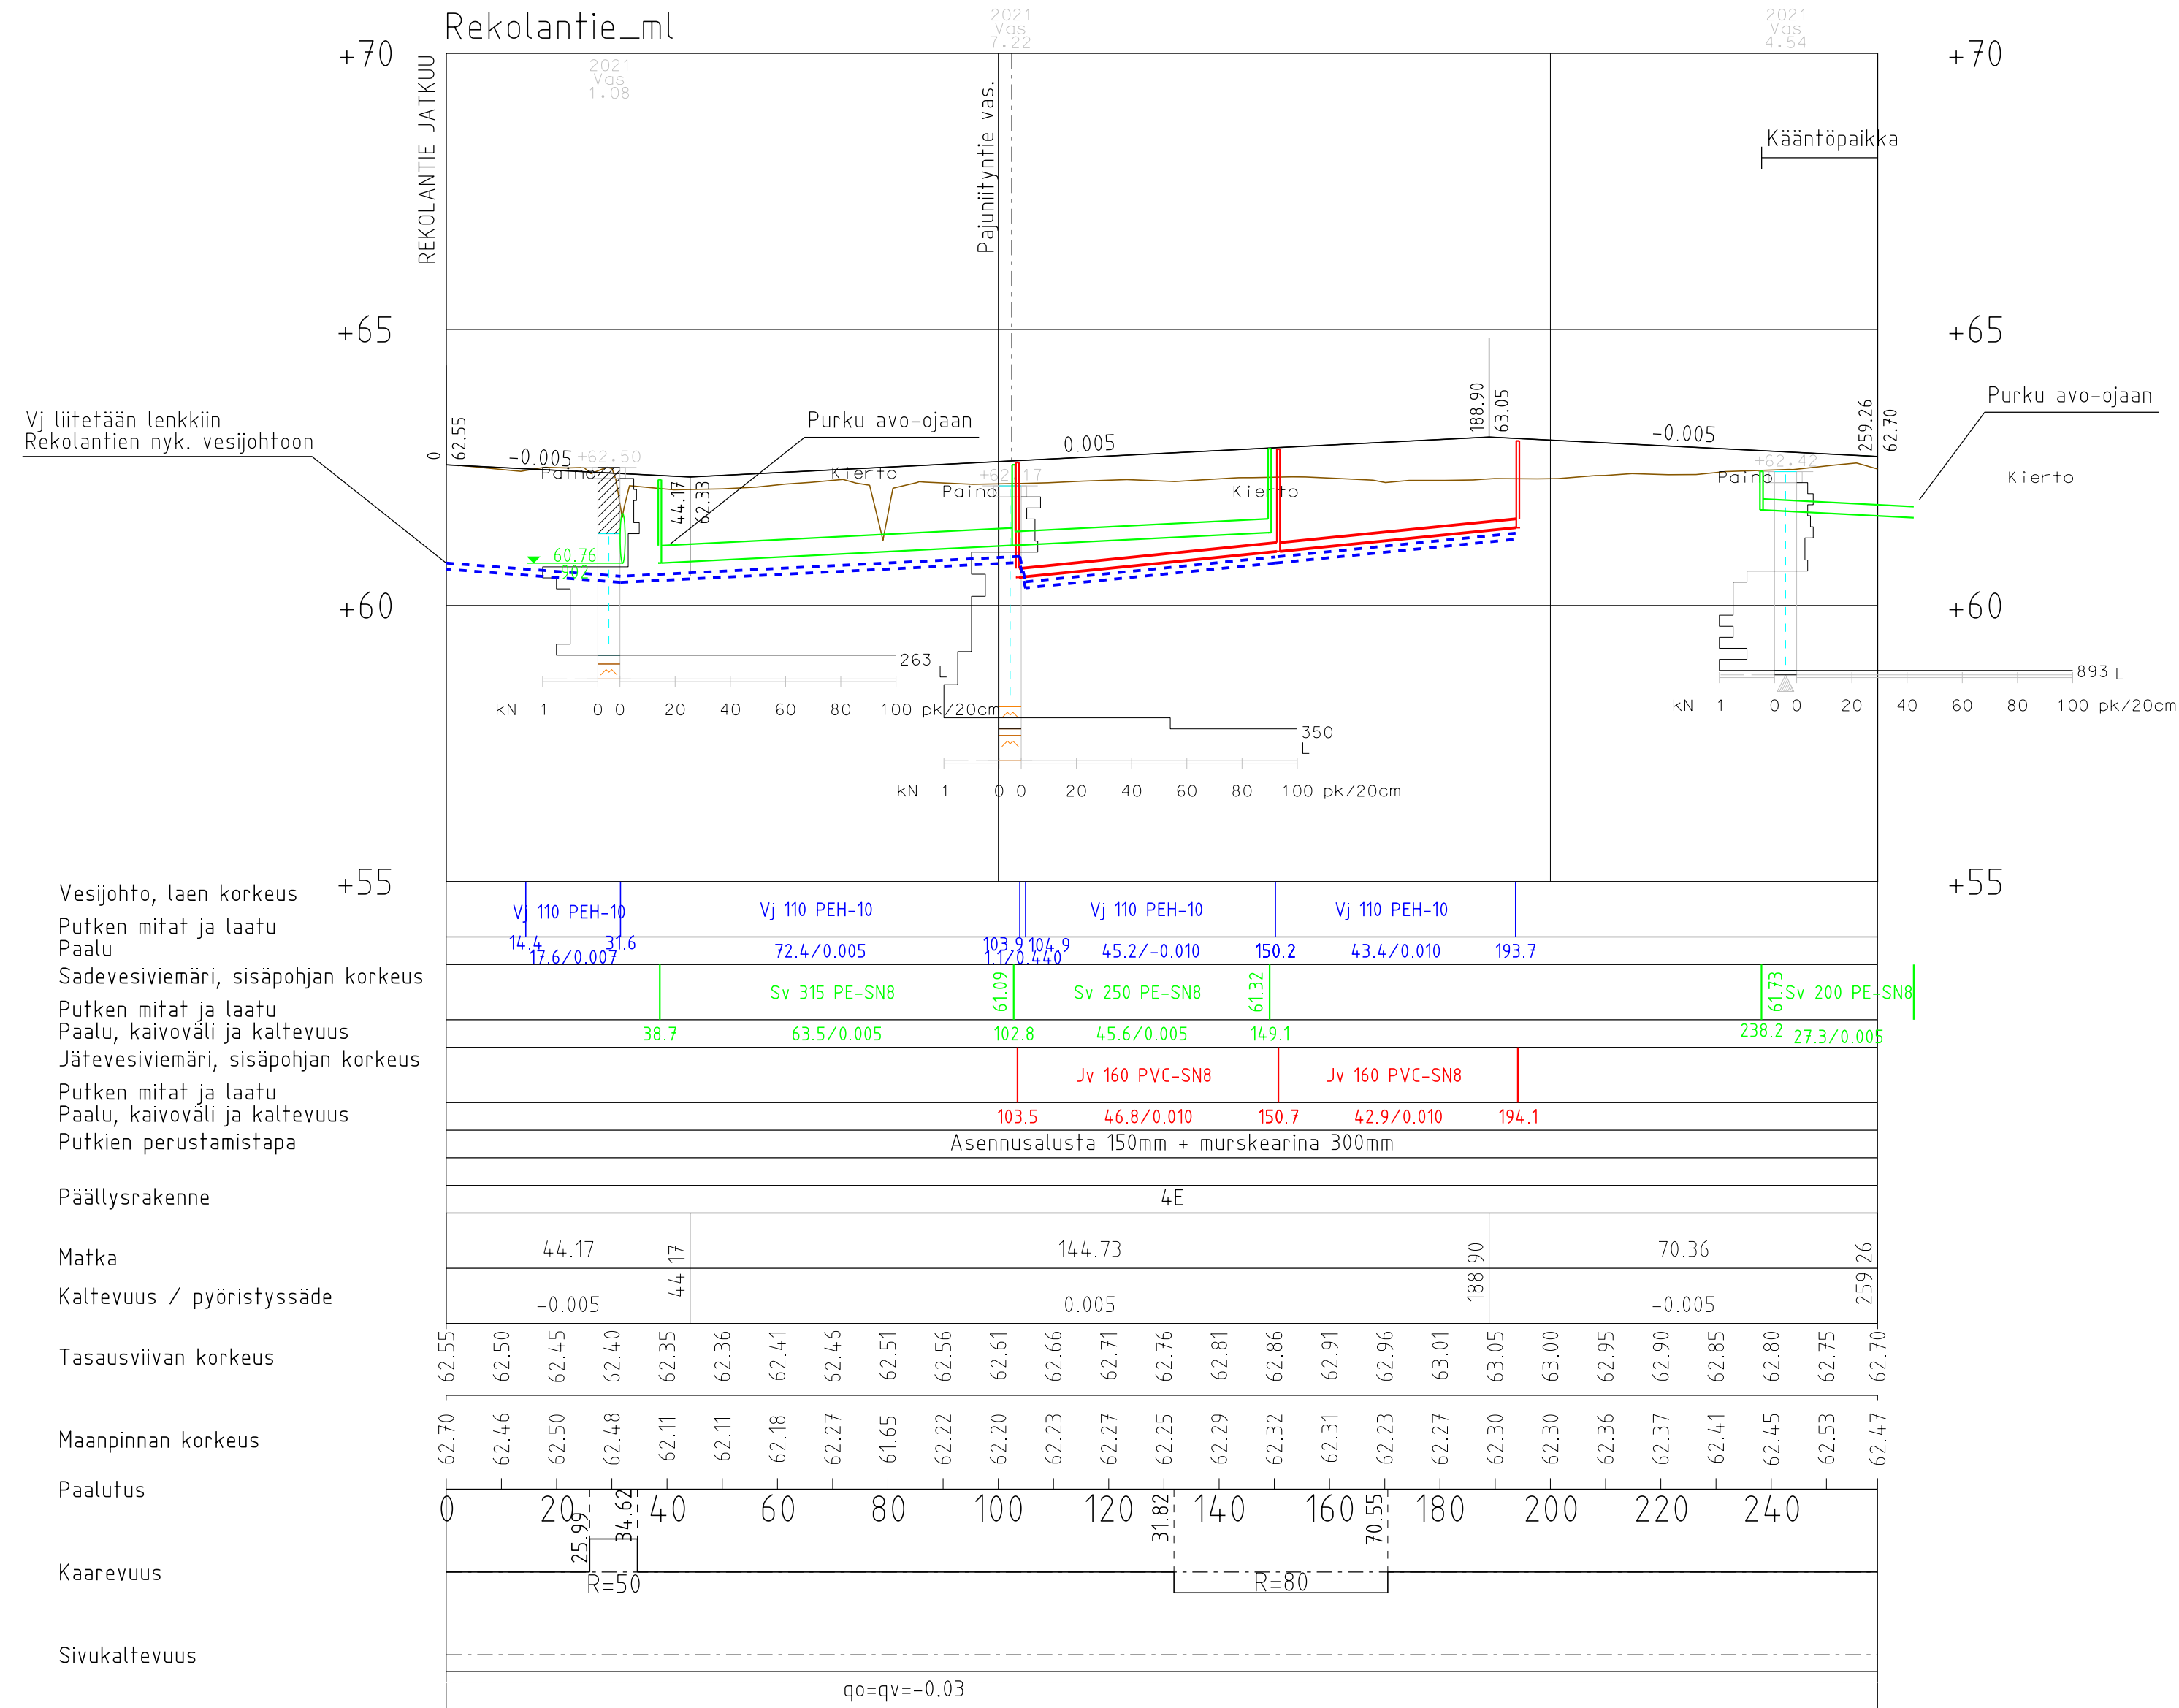 Rekolantie_ml
2021
Vas
7.22
2021
Vas
4.54
2021
Vas
1.08
+70
+70
REKOLANTIE JATKUU
Pajuniityntie vas.
Kääntöpaikka
+65
+65
Vj liitetään lenkkiin
Rekolantien nyk. vesijohtoon
Purku avo-ojaan
Purku avo-ojaan
0
62.55
-0.005
+62.50
Paino
Kierto
44.17
62.33
0.005
Paino
Kierto
188.90
63.05
-0.005
+62.42
Paino
Kierto
259.26
62.70
60.76
982
+60
+60
263
L
kN 1 0 0 20 40 60 80 100 pk/20cm
350
L
kN 1 0 0 20 40 60 80 100 pk/20cm
893 L
kN 1 0 0 20 40 60 80 100 pk/20cm
+55
+55
Vesijohto, laen korkeus
Putken mitat ja laatu
Vj 110 PEH-10 Vj 110 PEH-10 Vj 110 PEH-10 Vj 110 PEH-10
Paalu
14.4 31.6 103.9 104.9 150.2 193.7
17.6/0.007 72.4/0.005 1.1/0.440 45.2/-0.010 43.4/0.010
Sadevesiviemäri, sisäpohjan korkeus
61.09 61.32 61.73
Putken mitat ja laatu
Sv 315 PE-SN8 Sv 250 PE-SN8 Sv 200 PE-SN8
Paalu, kaivoväli ja kaltevuus
38.7 63.5/0.005 102.8 45.6/0.005 149.1 238.2 27.3/0.005
Jätevesiviemäri, sisäpohjan korkeus
Putken mitat ja laatu
Jv 160 PVC-SN8 Jv 160 PVC-SN8
Paalu, kaivoväli ja kaltevuus
103.5 46.8/0.010 150.7 42.9/0.010 194.1
Putkien perustamistapa
Asennusalusta 150mm + murskearina 300mm
Päällysrakenne
4E
Matka
44.17 144.73 70.36
44 17 188 90 259 26
Kaltevuus / pyöristyssäde
-0.005 0.005 -0.005
Tasausviivan korkeus
62.55 62.50 62.45 62.40 62.35 62.36 62.41 62.46 62.51 62.56 62.61 62.66 62.71 62.76 62.81 62.86 62.91 62.96 63.01 63.05 63.00 62.95 62.90 62.85 62.80 62.75 62.70
Maanpinnan korkeus
62.70 62.46 62.50 62.48 62.11 62.11 62.18 62.27 61.65 62.22 62.20 62.23 62.27 62.25 62.29 62.32 62.31 62.23 62.27 62.30 62.30 62.36 62.37 62.41 62.45 62.53 62.47
Paalutus
0 20 40 60 80 100 120 140 160 180 200 220 240
25.99 34.62 31.82 70.55
Kaarevuus
R=50 R=80
Sivukaltevuus
qo=qv=-0.03